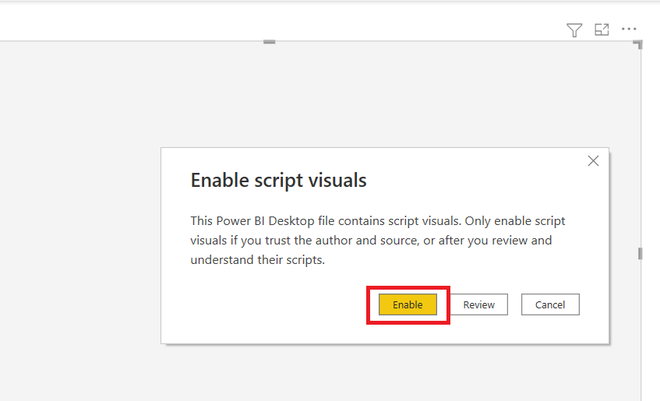 Enable script visuals
This Power BI Desktop file contains script visuals. Only enable script
visuals if you trust the author and source, or after you review and
understand their scripts.
Enable Review Cancel